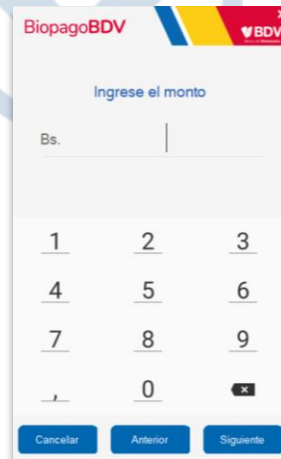 BiopagoBDV
BDV
Ingrese el monto
Bs.
1 2 3
4 5 6
7 8 9
, 0
Cancelar Anterior Siguiente